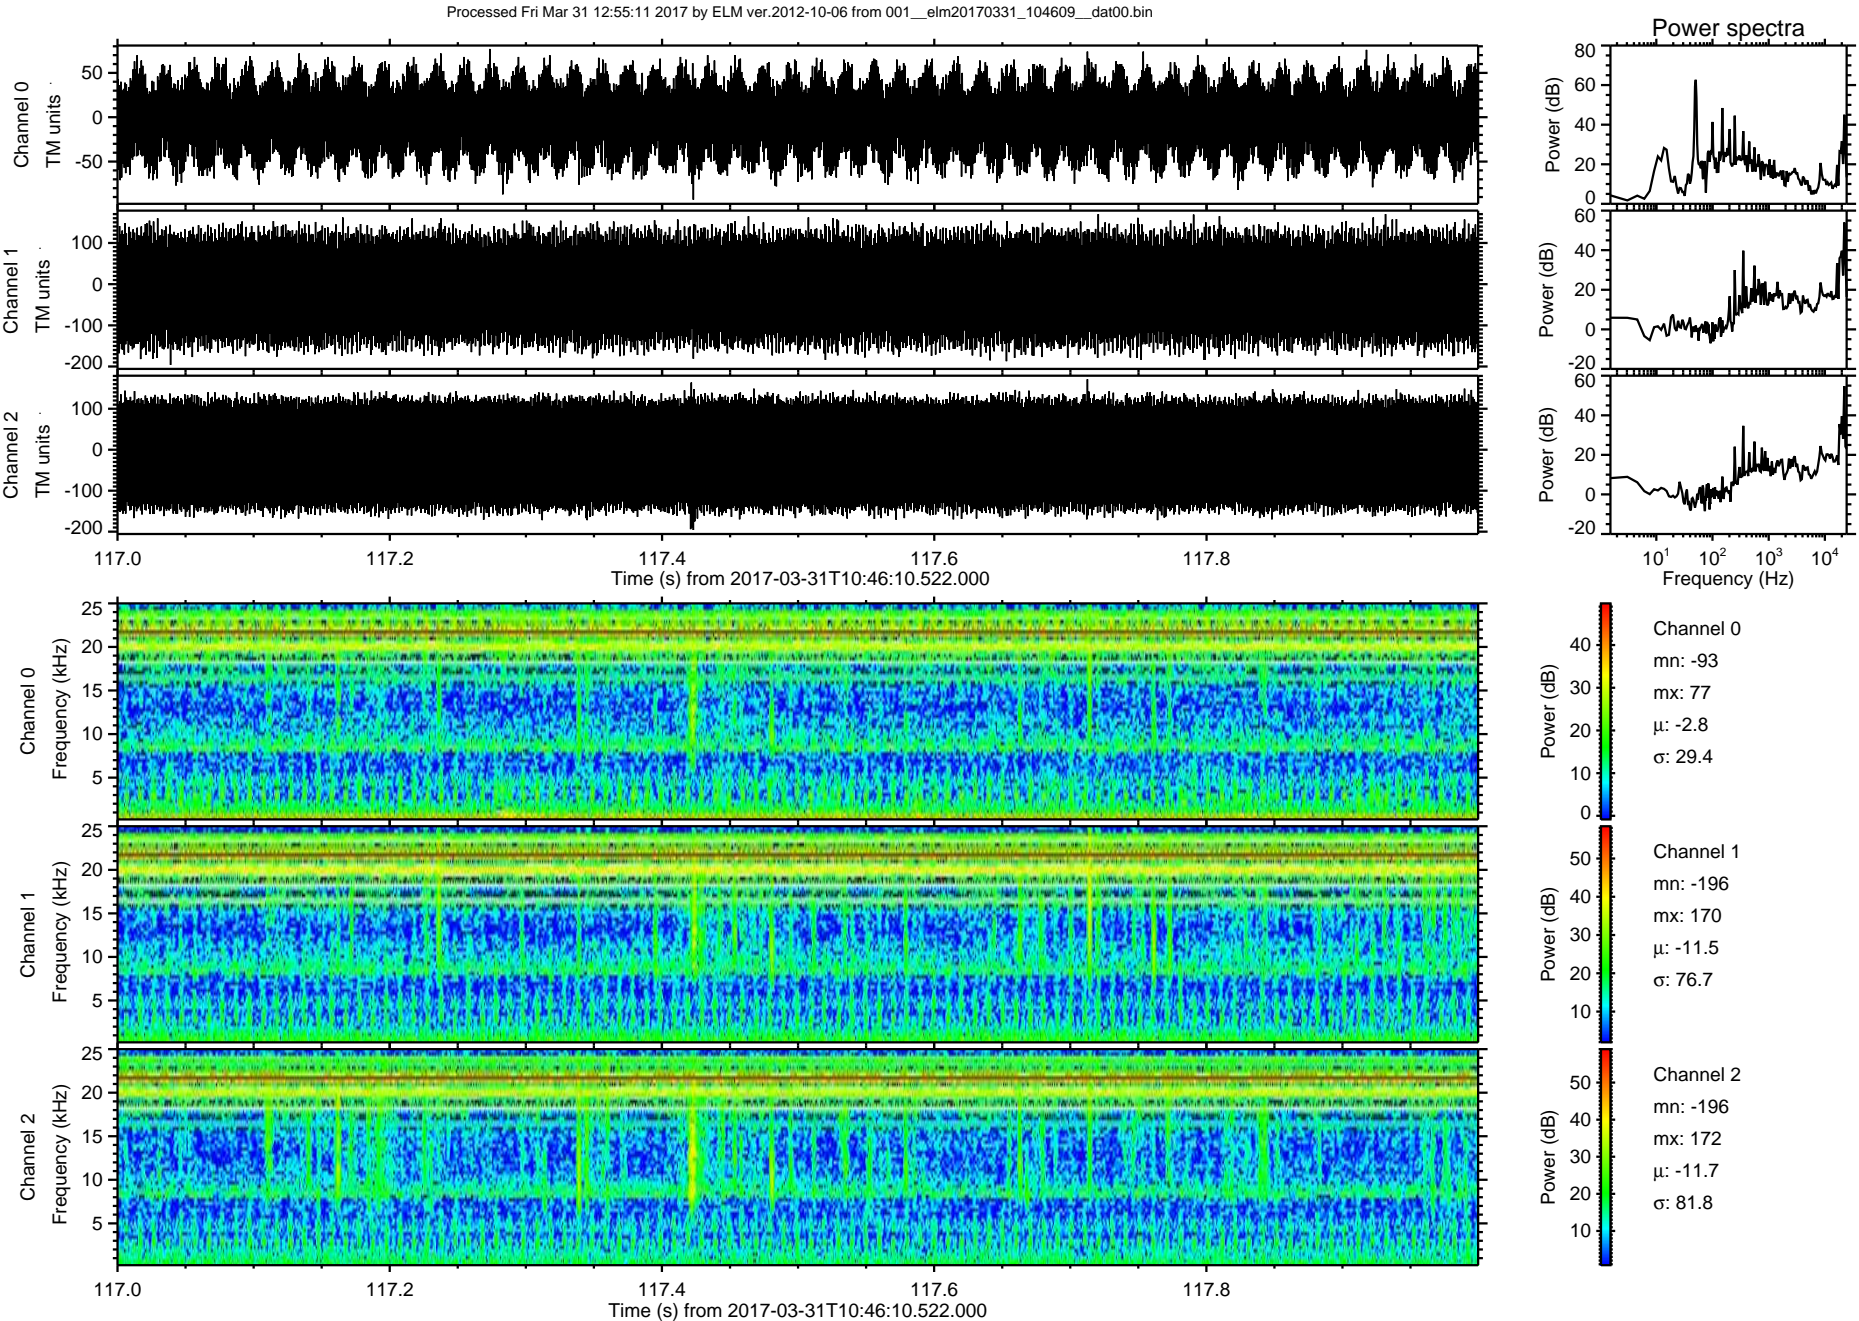 Processed Fri Mar 31 12:55:11 2017 by ELM ver.2012-10-06 from 001__elm20170331_104609__dat00.bin
Power spectra
Channel 0
TM units
50
0
-50
Power (dB)
80
60
40
20
0
Channel 1
TM units
100
0
-100
-200
Power (dB)
60
40
20
0
-20
Channel 2
TM units
100
0
-100
-200
Power (dB)
60
40
20
0
-20
117.0 117.2 117.4 117.6 117.8
Time (s) from 2017-03-31T10:46:10.522.000
10^1 10^2 10^3 10^4
Frequency (Hz)
Channel 0
Frequency (kHz)
25
20
15
10
5
Power (dB)
40
30
20
10
0
Channel 0
mn: -93
mx: 77
μ: -2.8
σ: 29.4
Channel 1
Frequency (kHz)
25
20
15
10
5
Power (dB)
50
40
30
20
10
Channel 1
mn: -196
mx: 170
μ: -11.5
σ: 76.7
Channel 2
Frequency (kHz)
25
20
15
10
5
Power (dB)
50
40
30
20
10
Channel 2
mn: -196
mx: 172
μ: -11.7
σ: 81.8
117.0 117.2 117.4 117.6 117.8
Time (s) from 2017-03-31T10:46:10.522.000